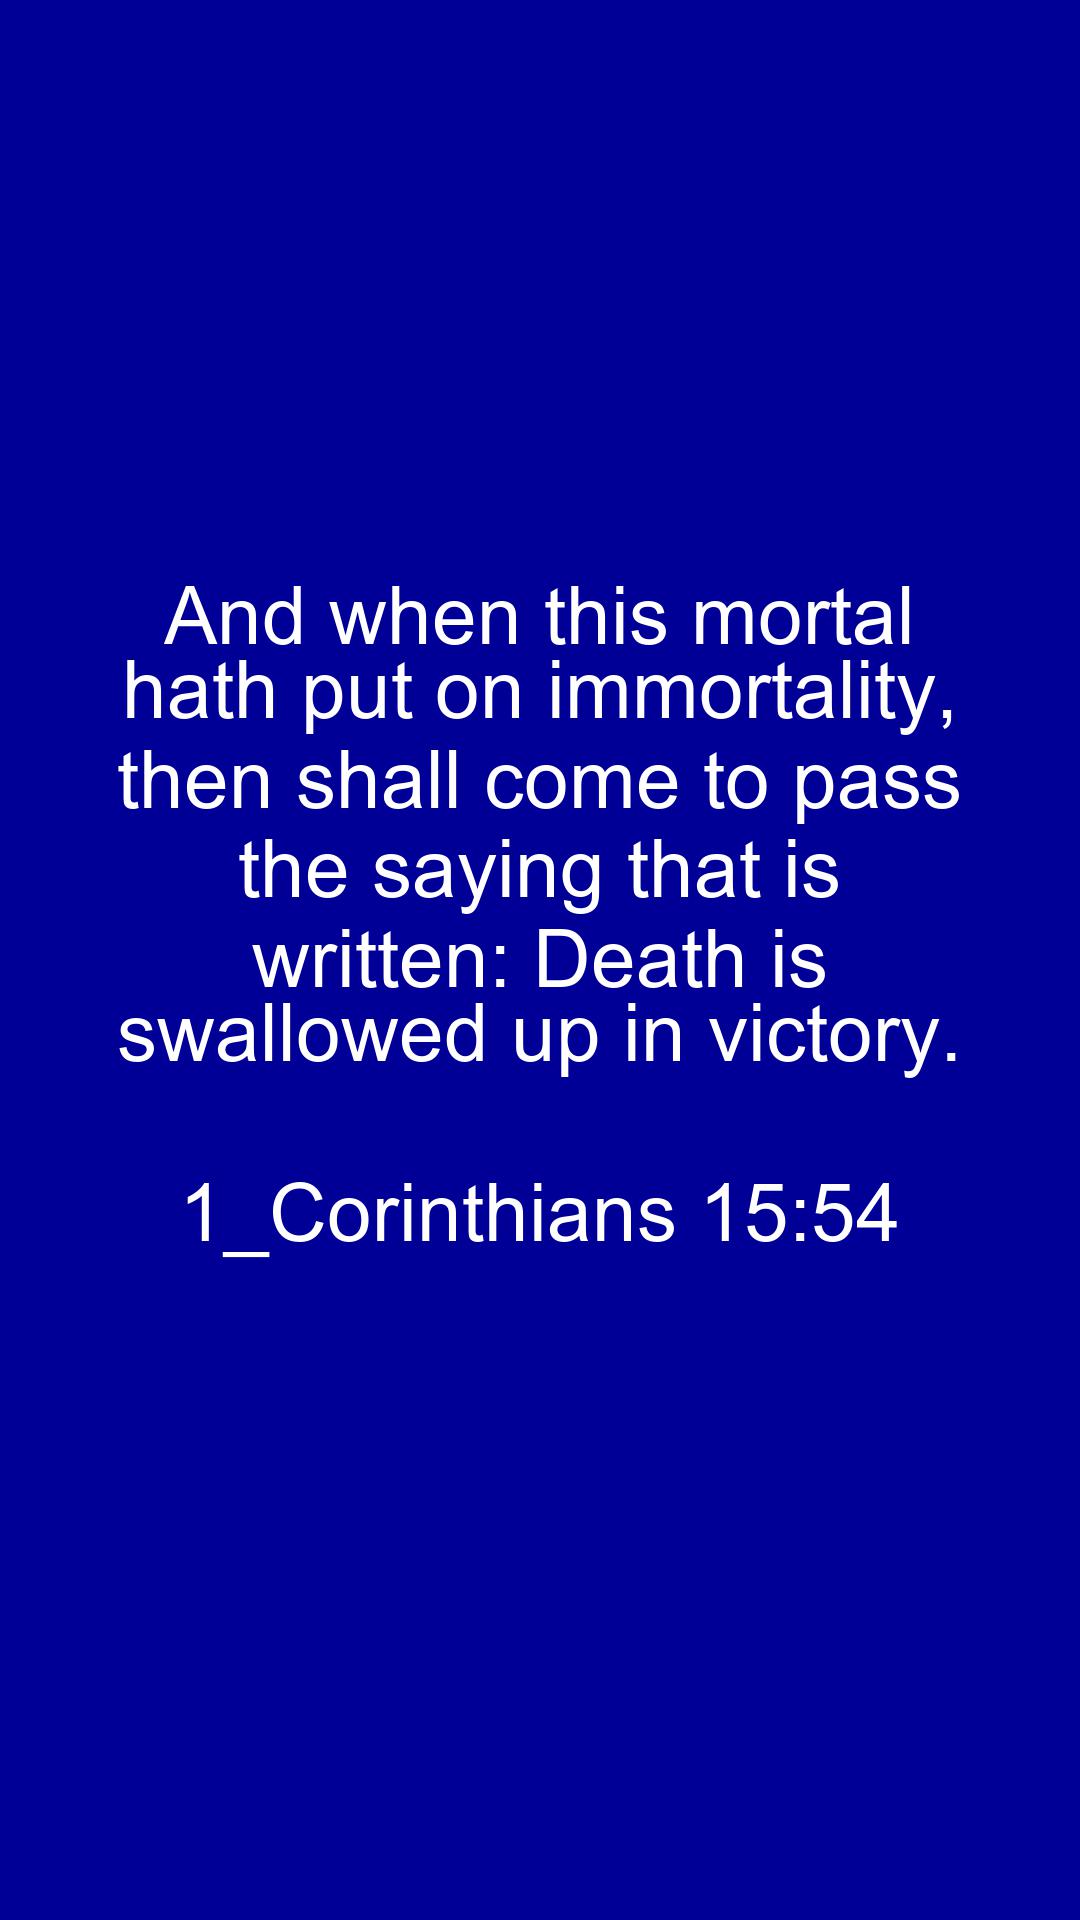 And when this mortal
hath put on immortality,
then shall come to pass
the saying that is
written: Death is
swallowed up in victory.
1_Corinthians 15:54